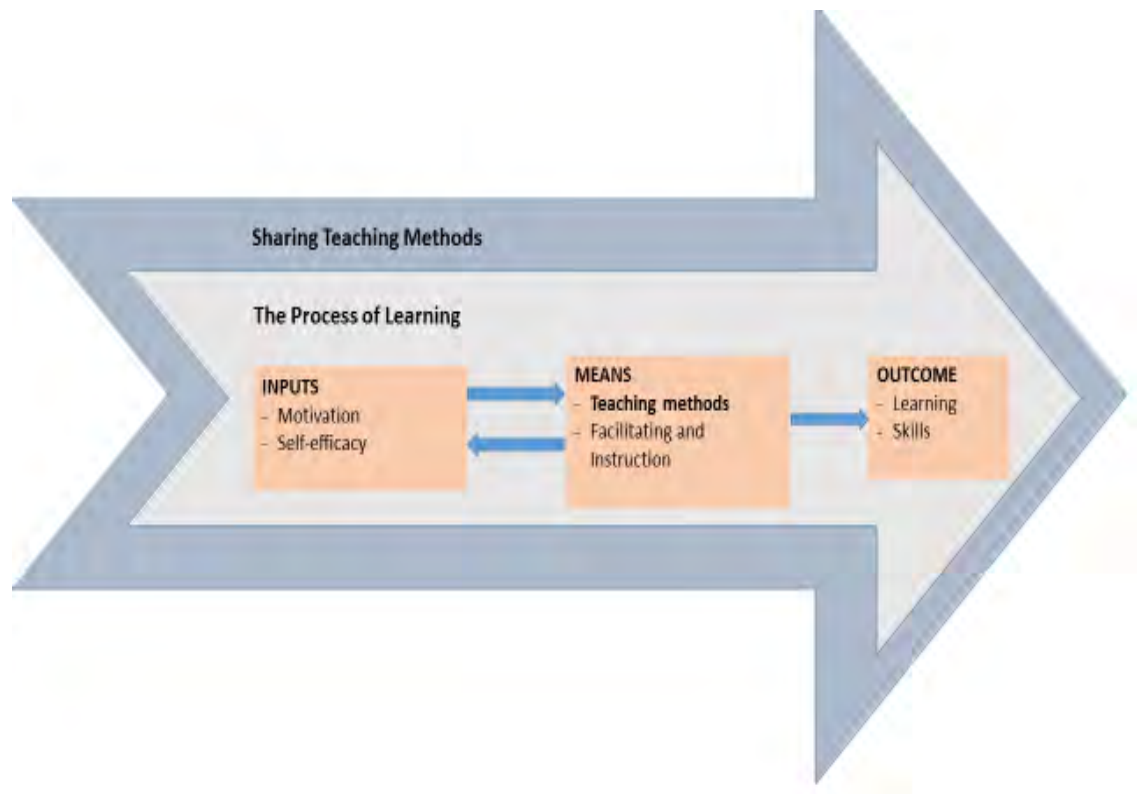 Sharing Teaching Methods
The Process of Learning
INPUTS
- Motivation
- Self-efficacy
MEANS
- Teaching methods
- Facilitating and
Instruction
OUTCOME
- Learning
- Skills